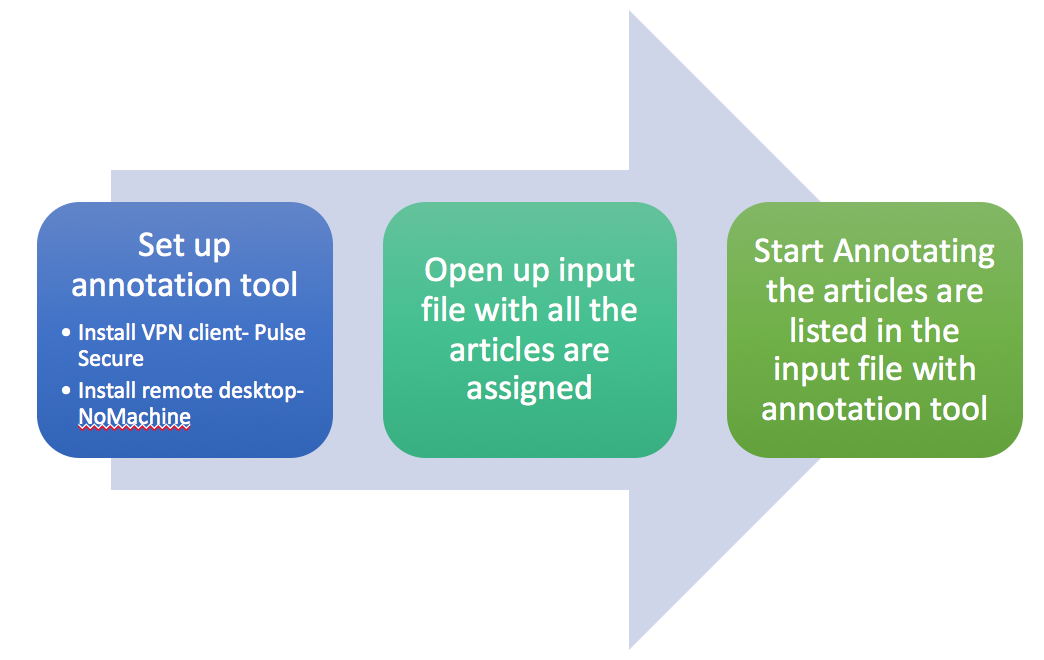 Set up
annotation tool
• Install VPN client- Pulse
Secure
• Install remote desktop-
NoMachine
Open up input
file with all the
articles are
assigned
Start Annotating
the articles are
listed in the
input file with
annotation tool